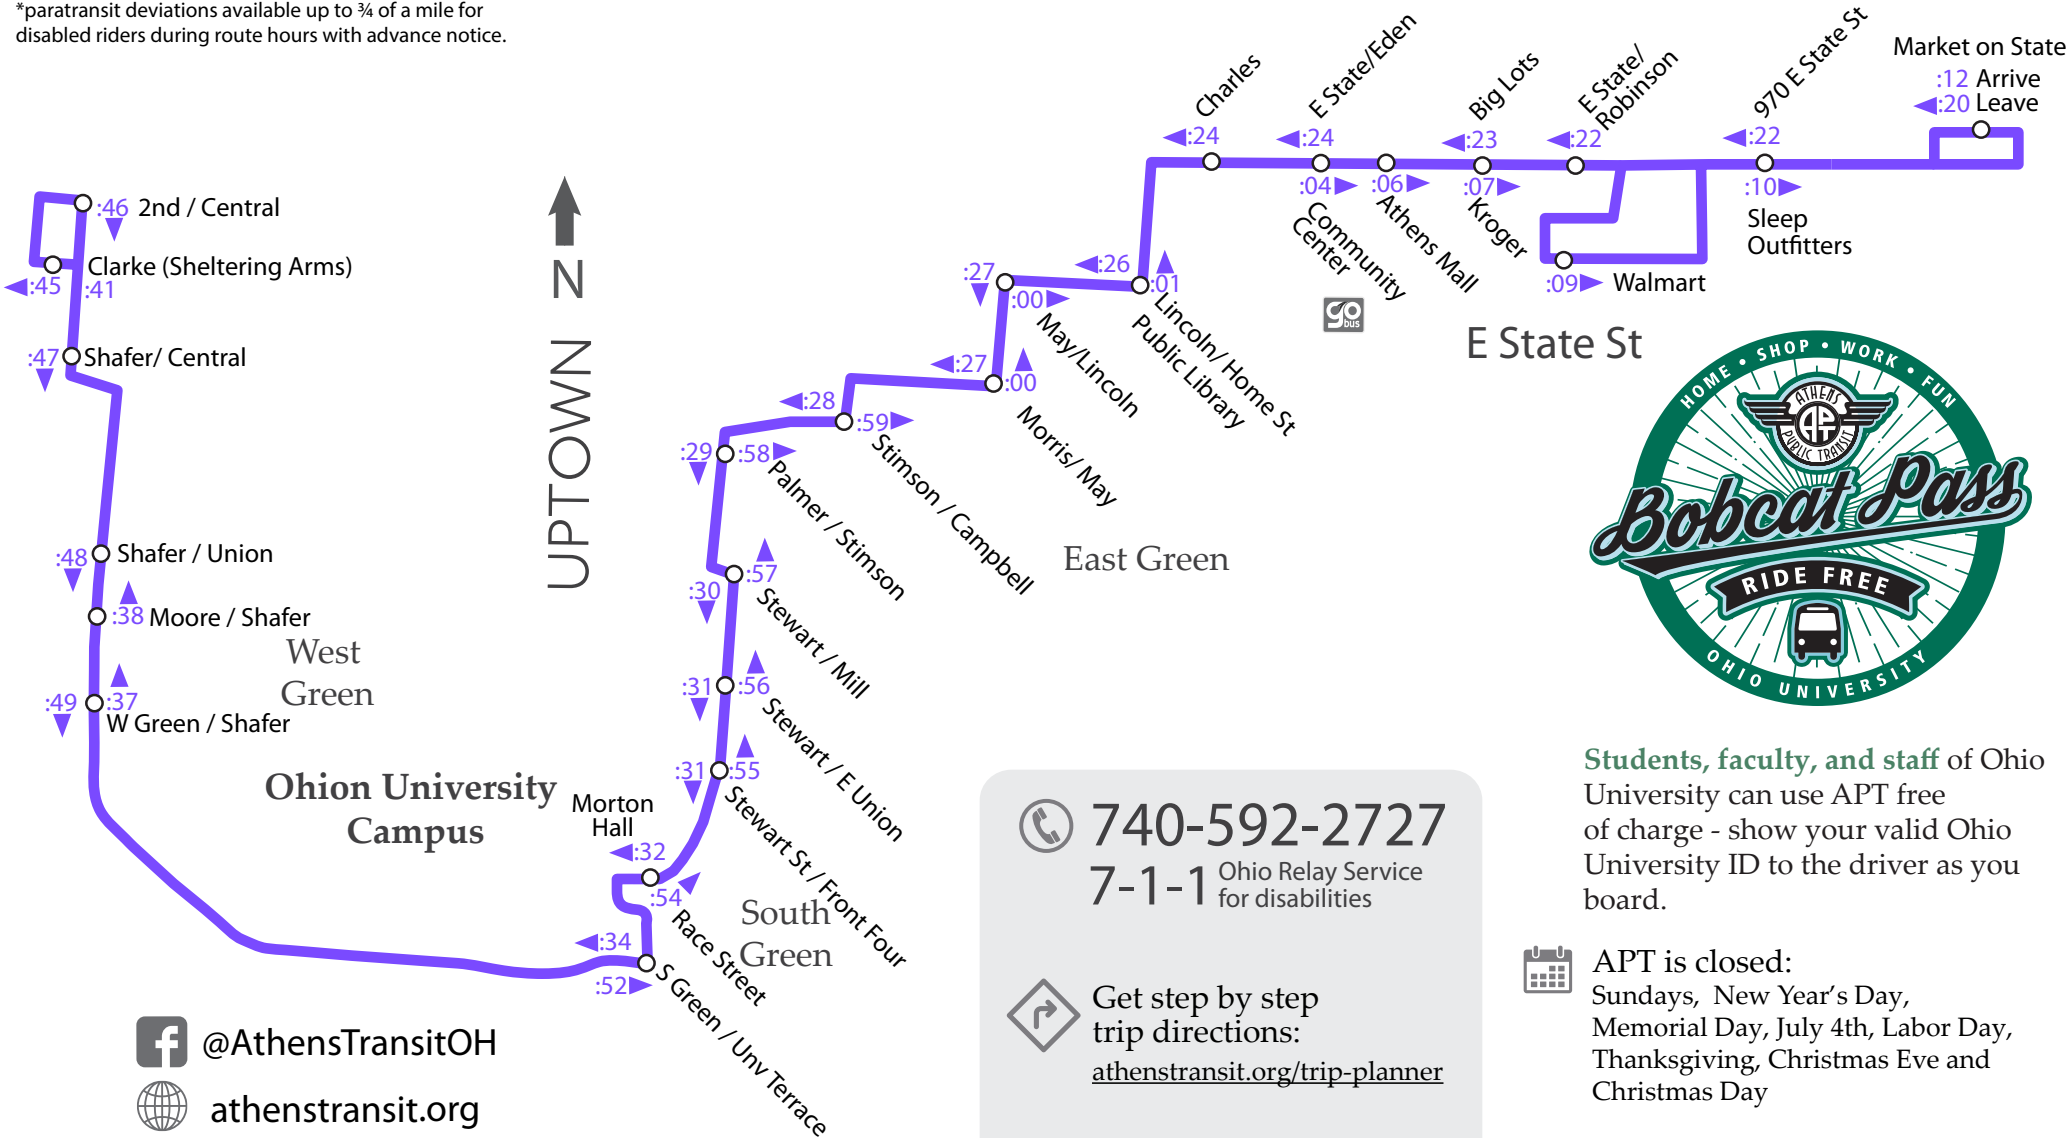 *paratransit deviations available up to ¾ of a mile for
disabled riders during route hours with advance notice.
Charles
:24
E State/Eden
:24
:04
Community
Center
go
bus
:06
Athens Mall
Big Lots
:23
:07
Kroger
E State/
Robinson
:22
:09
Walmart
970 E State St
:22
:10
Sleep
Outfitters
Market on State
:12 Arrive
:20 Leave
E State St
:26
:01
Lincoln/ Home St
Public Library
:27
:00
May/Lincoln
:27
:00
Morris/ May
:28
:59
Stimson / Campbell
:29
:58
Palmer / Stimson
:30
:57
Stewart / Mill
:31
:56
Stewart / E Union
:31
:55
Stewart St / Front Four
Morton
Hall
:32
:54
Race Street
:34
:52
S Green / Unv Terrace
:46 2nd / Central
Clarke (Sheltering Arms)
:45
:41
:47
Shafer/ Central
:48
Shafer / Union
:38 Moore / Shafer
:49
:37
W Green / Shafer
N
UPTOWN
West
Green
East Green
South
Green
Ohion University
Campus
@AthensTransitOH
athenstransit.org
740-592-2727
7-1-1
Ohio Relay Service
for disabilities
Get step by step
trip directions:
athenstransit.org/trip-planner
HOME • SHOP • WORK • FUN
ATHENS
APT
PUBLIC TRANSIT
Bobcat Pass
RIDE FREE
OHIO UNIVERSITY
Students, faculty, and staff of Ohio
University can use APT free
of charge - show your valid Ohio
University ID to the driver as you
board.
APT is closed:
Sundays, New Year’s Day,
Memorial Day, July 4th, Labor Day,
Thanksgiving, Christmas Eve and
Christmas Day